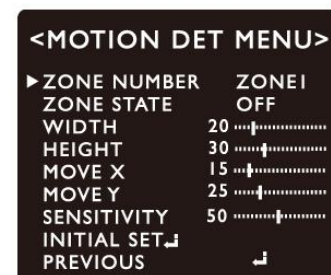 <MOTION DET MENU>
►ZONE NUMBER ZONE1
ZONE STATE OFF
WIDTH 20
HEIGHT 30
MOVE X 15
MOVE Y 25
SENSITIVITY 50
INITIAL SET↵
PREVIOUS ↵